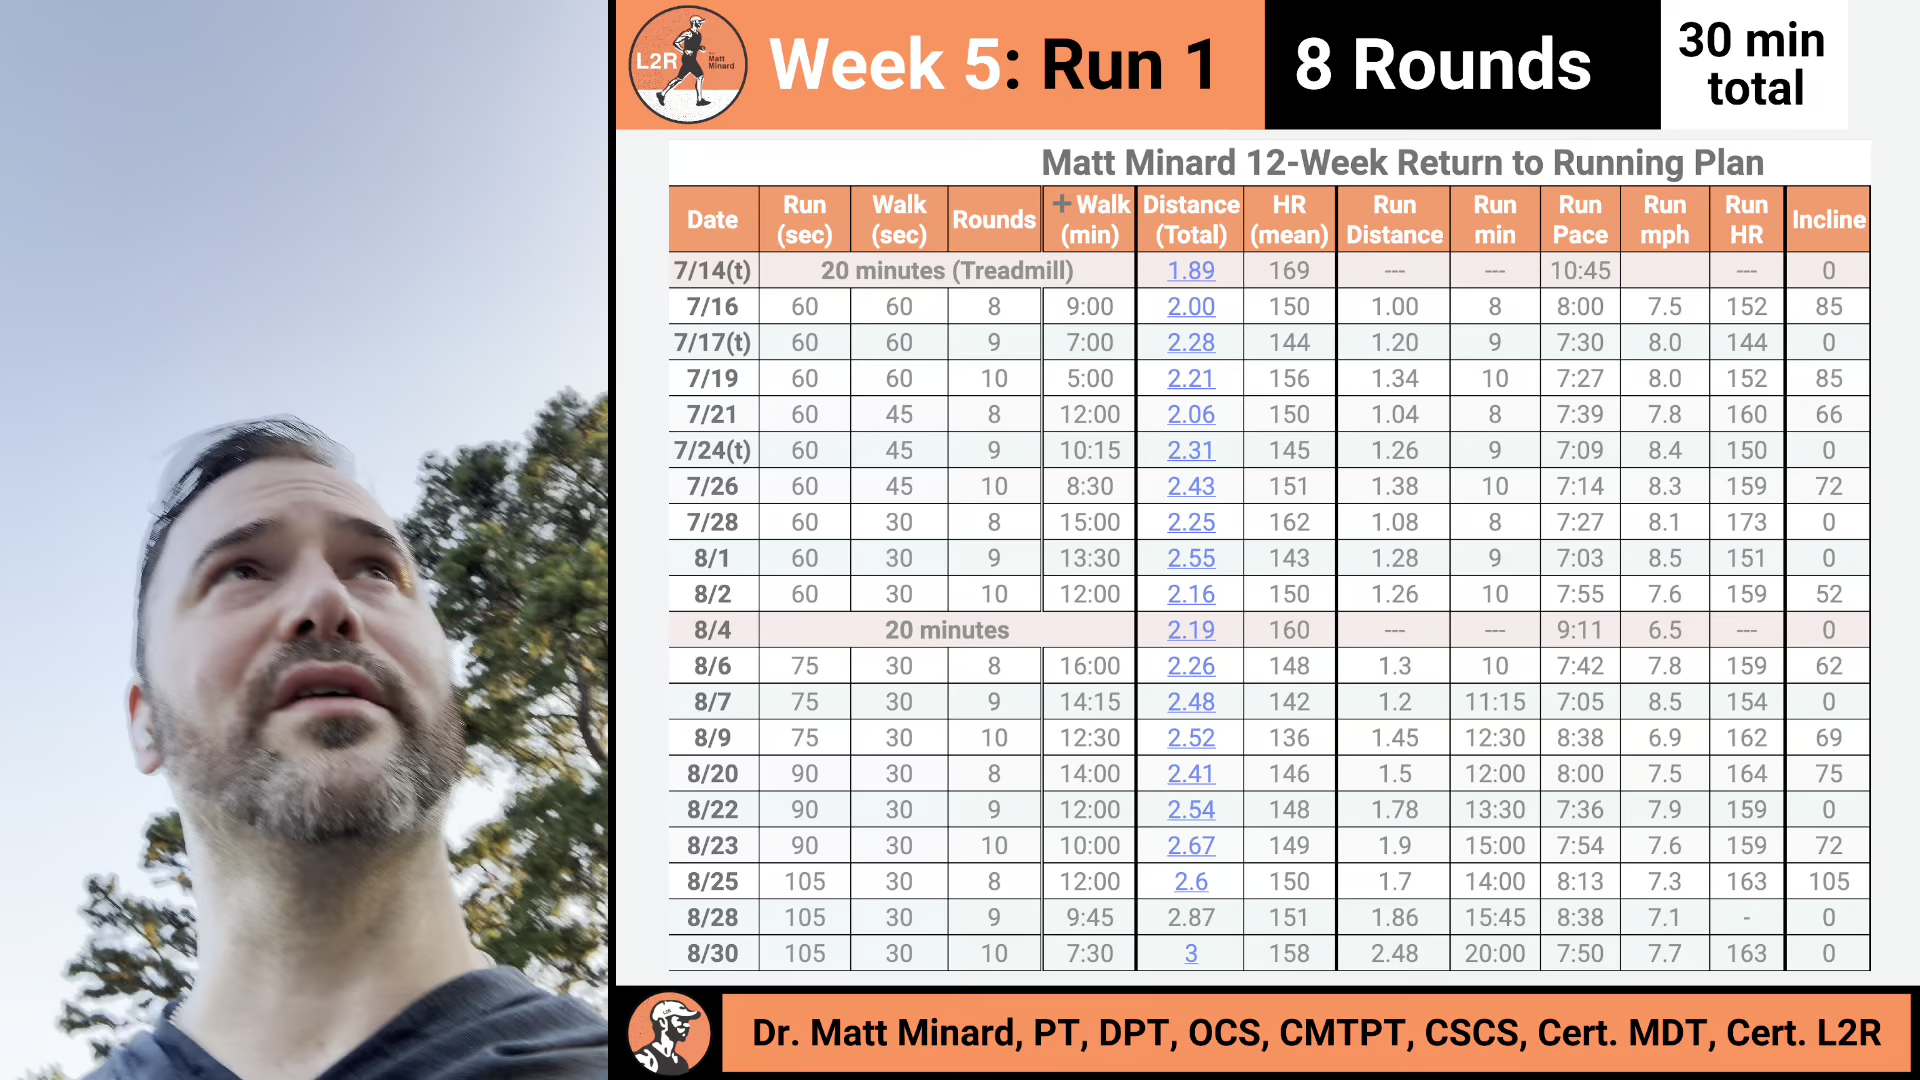 L2R
Matt
Minard
Week 5: Run 1
8 Rounds
30 min
total
Matt Minard 12-Week Return to Running Plan
Date Run (sec) Walk (sec) Rounds + Walk (min) Distance (Total) HR (mean) Run Distance Run min Run Pace Run mph Run HR Incline
7/14(t) 20 minutes (Treadmill) 1.89 169 --- --- 10:45 --- 0
7/16 60 60 8 9:00 2.00 150 1.00 8 8:00 7.5 152 85
7/17(t) 60 60 9 7:00 2.28 144 1.20 9 7:30 8.0 144 0
7/19 60 60 10 5:00 2.21 156 1.34 10 7:27 8.0 152 85
7/21 60 45 8 12:00 2.06 150 1.04 8 7:39 7.8 160 66
7/24(t) 60 45 9 10:15 2.31 145 1.26 9 7:09 8.4 150 0
7/26 60 45 10 8:30 2.43 151 1.38 10 7:14 8.3 159 72
7/28 60 30 8 15:00 2.25 162 1.08 8 7:27 8.1 173 0
8/1 60 30 9 13:30 2.55 143 1.28 9 7:03 8.5 151 0
8/2 60 30 10 12:00 2.16 150 1.26 10 7:55 7.6 159 52
8/4 20 minutes 2.19 160 --- --- 9:11 6.5 --- 0
8/6 75 30 8 16:00 2.26 148 1.3 10 7:42 7.8 159 62
8/7 75 30 9 14:15 2.48 142 1.2 11:15 7:05 8.5 154 0
8/9 75 30 10 12:30 2.52 136 1.45 12:30 8:38 6.9 162 69
8/20 90 30 8 14:00 2.41 146 1.5 12:00 8:00 7.5 164 75
8/22 90 30 9 12:00 2.54 148 1.78 13:30 7:36 7.9 159 0
8/23 90 30 10 10:00 2.67 149 1.9 15:00 7:54 7.6 159 72
8/25 105 30 8 12:00 2.6 150 1.7 14:00 8:13 7.3 163 105
8/28 105 30 9 9:45 2.87 151 1.86 15:45 8:38 7.1 - 0
8/30 105 30 10 7:30 3 158 2.48 20:00 7:50 7.7 163 0
Dr. Matt Minard, PT, DPT, OCS, CMTPT, CSCS, Cert. MDT, Cert. L2R